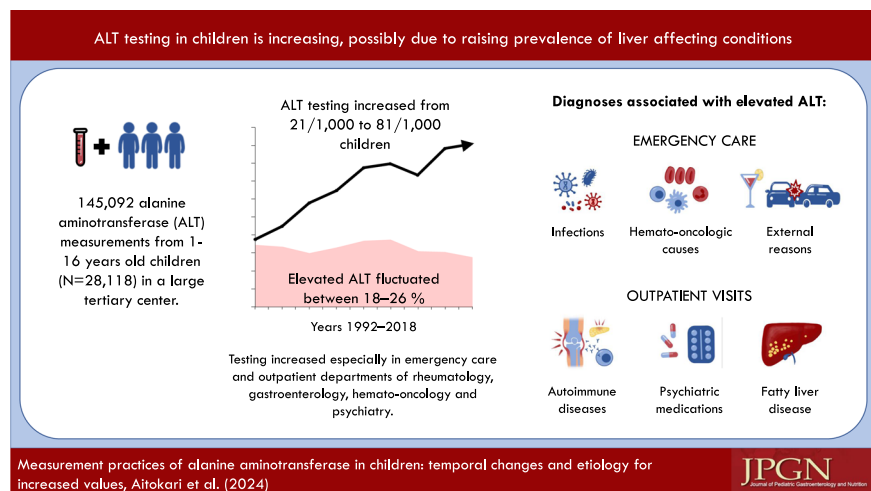 ALT testing in children is increasing, possibly due to raising prevalence of liver affecting conditions
145,092 alanine
aminotransferase (ALT)
measurements from 1-
16 years old children
(N=28,118) in a large
tertiary center.
ALT testing increased from
21/1,000 to 81/1,000
children
Elevated ALT fluctuated
between 18–26 %
Years 1992–2018
Testing increased especially in emergency care
and outpatient departments of rheumatology,
gastroenterology, hemato-oncology and
psychiatry.
Diagnoses associated with elevated ALT:
EMERGENCY CARE
Infections
Hemato-oncologic
causes
External
reasons
OUTPATIENT VISITS
Autoimmune
diseases
Psychiatric
medications
Fatty liver
disease
Measurement practices of alanine aminotransferase in children: temporal changes and etiology for
increased values, Aitokari et al. (2024)
JPGN
Journal of Pediatric Gastroenterology and Nutrition